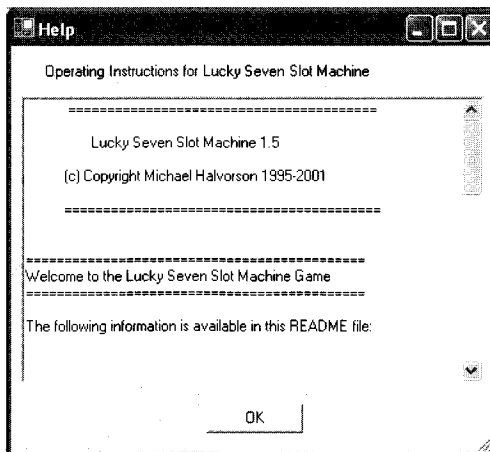 Help
Operating Instructions for Lucky Seven Slot Machine
========================================
Lucky Seven Slot Machine 1.5
(c) Copyright Michael Halvorson 1995-2001
=========================================
============================================
Welcome to the Lucky Seven Slot Machine Game
============================================
The following information is available in this README file:
OK